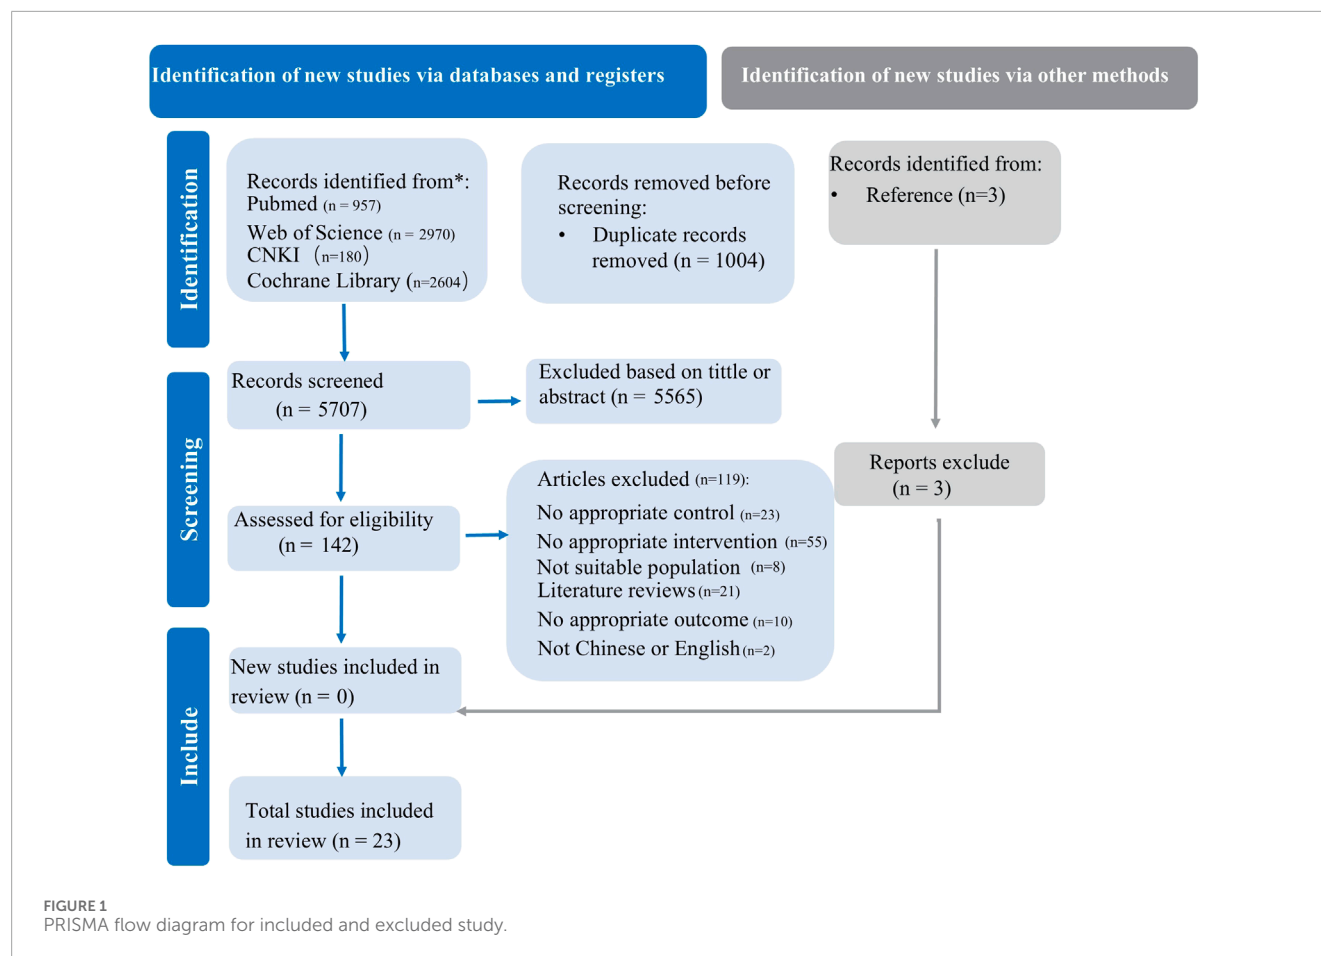 Identification of new studies via databases and registers
Identification of new studies via other methods
Identification
Records identified from*:
Pubmed (n = 957)
Web of Science (n = 2970)
CNKI（n=180）
Cochrane Library (n=2604）
Records removed before
screening:
• Duplicate records
removed (n = 1004)
Records identified from:
• Reference (n=3)
Screening
Records screened
(n = 5707)
Excluded based on tittle or
abstract (n = 5565)
Assessed for eligibility
(n = 142)
Articles excluded (n=119):
No appropriate control (n=23)
No appropriate intervention (n=55)
Not suitable population (n=8)
Literature reviews (n=21)
No appropriate outcome (n=10)
Not Chinese or English (n=2)
Reports exclude
(n = 3)
Include
New studies included in
review (n = 0)
Total studies included
in review (n = 23)
FIGURE 1
PRISMA flow diagram for included and excluded study.